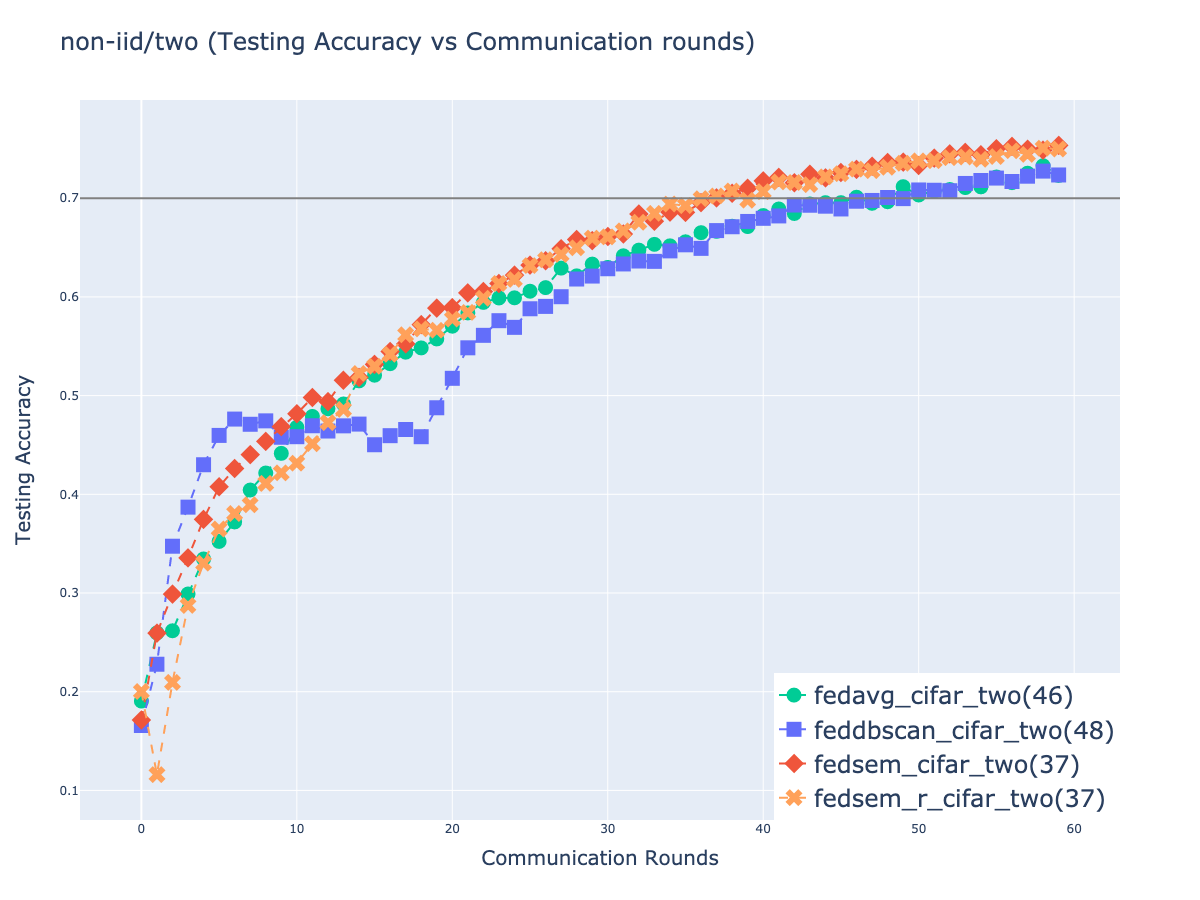 non-iid/two (Testing Accuracy vs Communication rounds)
Testing Accuracy
0.7
0.6
0.5
0.4
0.3
0.2
0.1
0 10 20 30 40 50 60
Communication Rounds
fedavg_cifar_two(46)
feddbscan_cifar_two(48)
fedsem_cifar_two(37)
fedsem_r_cifar_two(37)